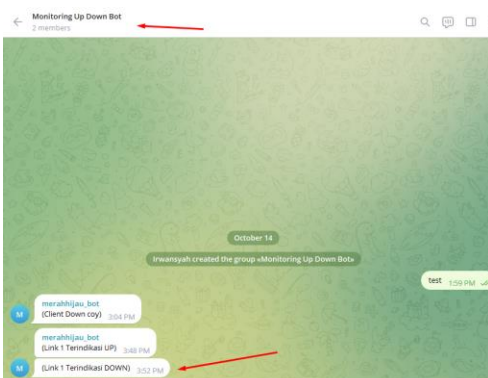 Monitoring Up Down Bot
2 members
October 14
Irwansyah created the group «Monitoring Up Down Bot»
test 1:59 PM
merahhijau_bot
(Client Down coy) 3:04 PM
merahhijau_bot
(Link 1 Terindikasi UP) 3:48 PM
M
(Link 1 Terindikasi DOWN) 3:52 PM
M